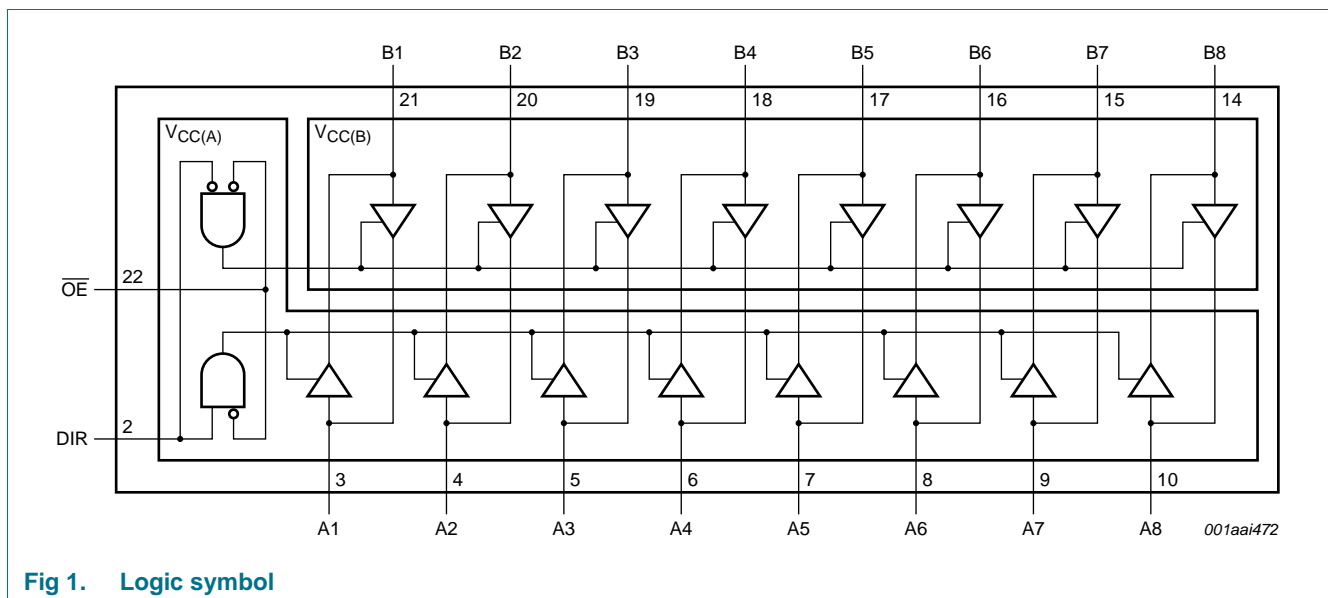 B1 B2 B3 B4 B5 B6 B7 B8
21 20 19 18 17 16 15 14
VCC(A) VCC(B)
22
OE
2
DIR
3 4 5 6 7 8 9 10
A1 A2 A3 A4 A5 A6 A7 A8 001aai472
Fig 1. Logic symbol